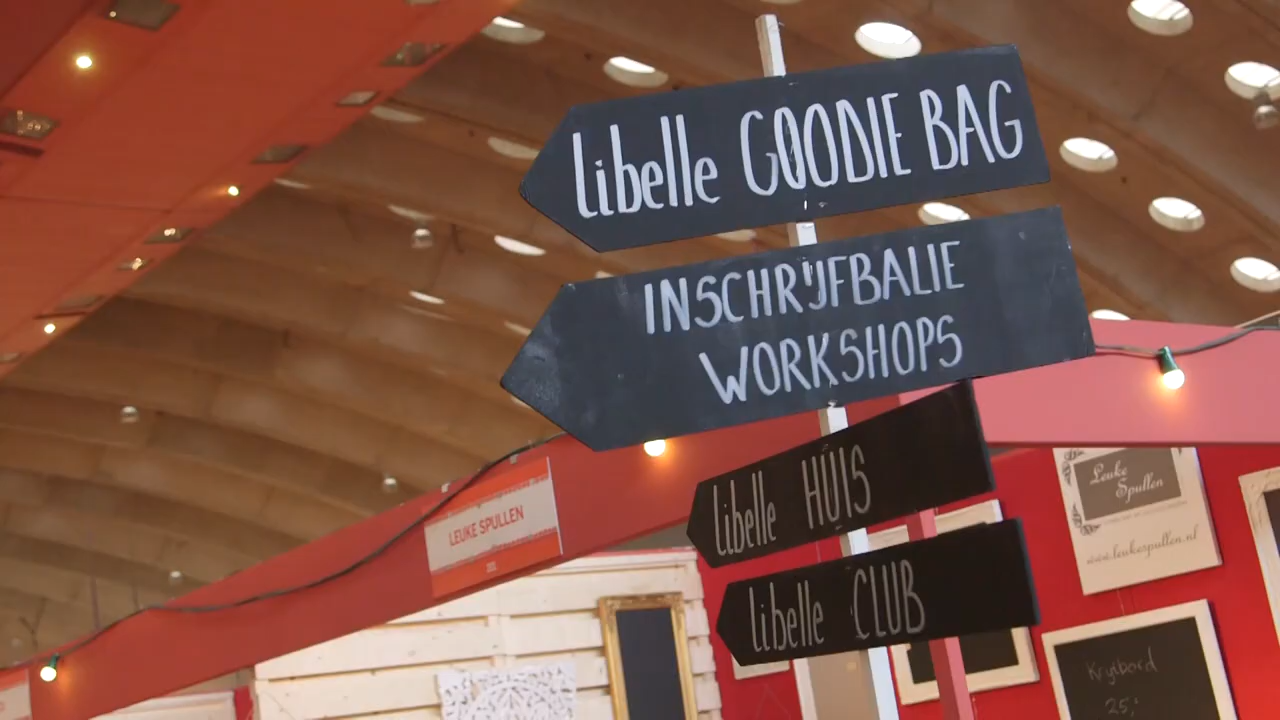 libelle GOODIE BAG
INSCHRIJFBALIE
WORKSHOPS
libelle HUIS
libelle CLUB
LEUKE SPULLEN
Leuke
Spullen
www.leukespullen.nl
Krijtbord
25,-